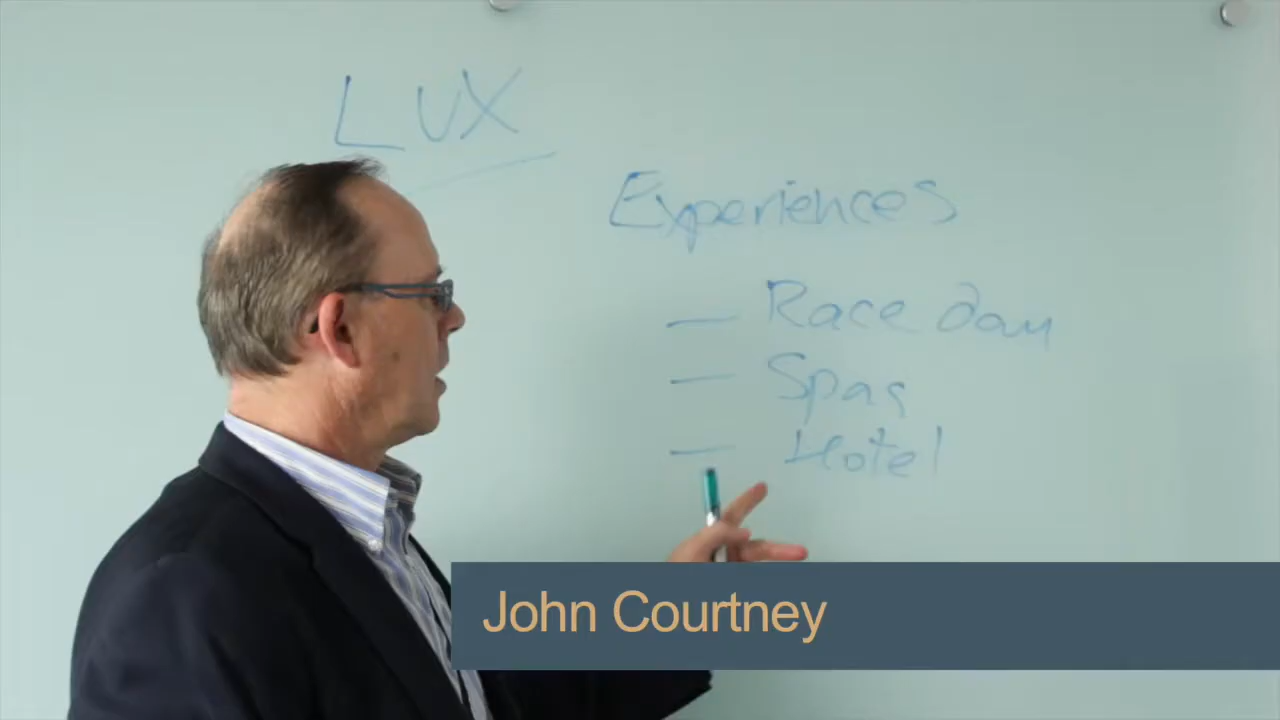 LUX
Experiences
— Race day
— Spas
— Hotel
John Courtney